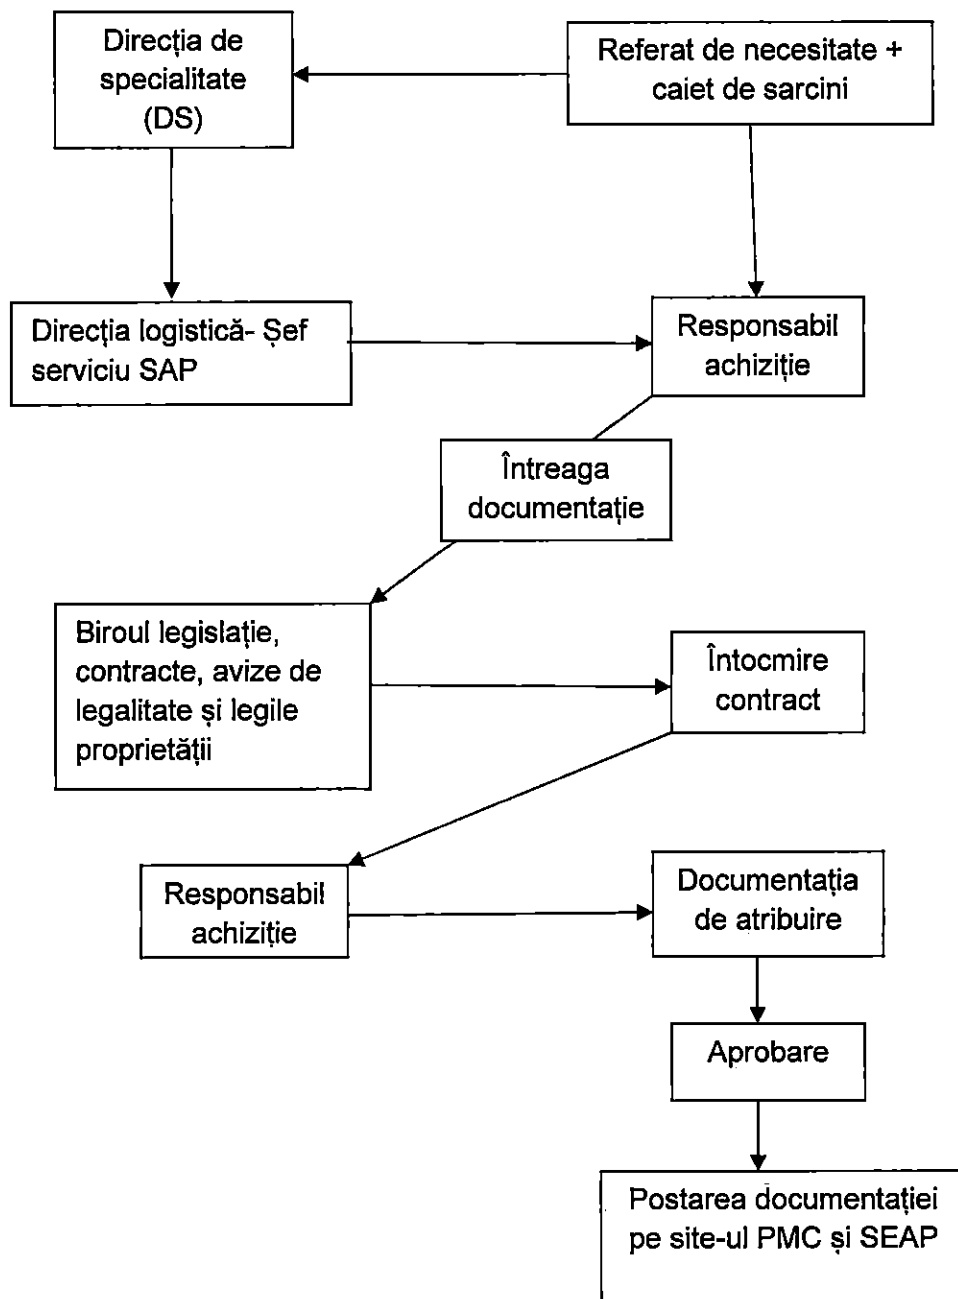 Direcția de
specialitate
(DS)
Referat de necesitate +
caiet de sarcini
Direcția logistică- Șef
serviciu SAP
Responsabil
achiziție
Întreaga
documentație
Biroul legislație,
contracte, avize de
legalitate și legile
proprietății
Întocmire
contract
Responsabil
achiziție
Documentația
de atribuire
Aprobare
Postarea documentației
pe site-ul PMC și SEAP